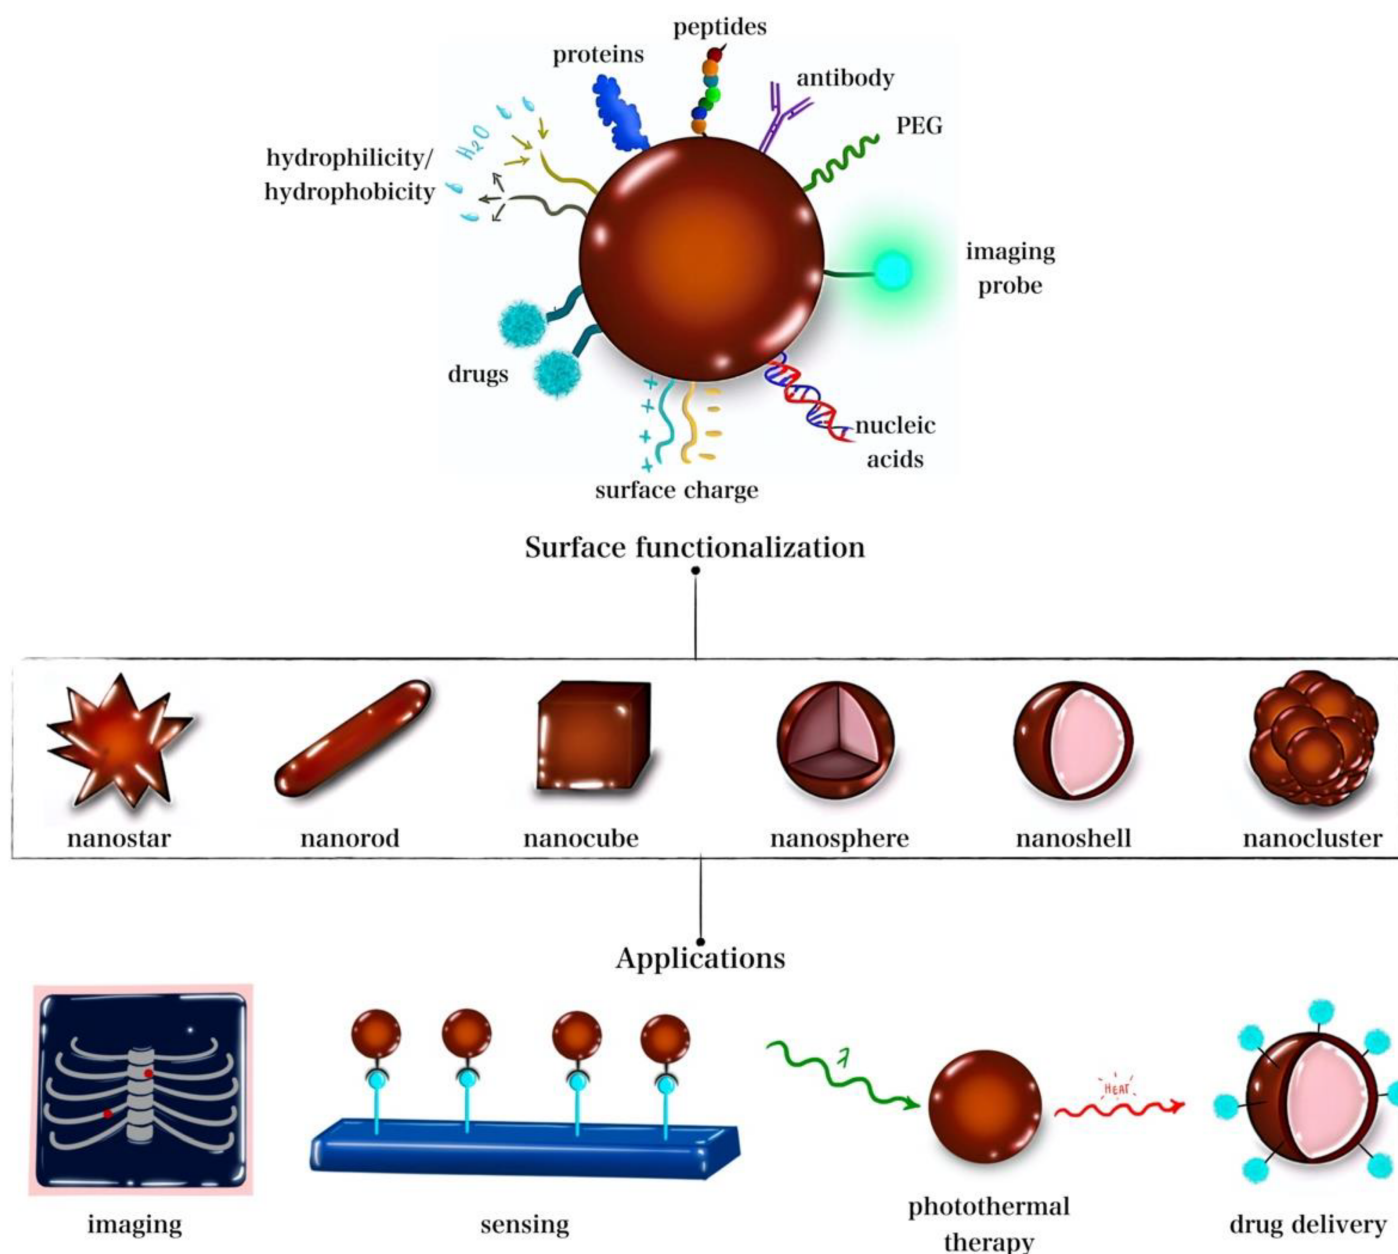 peptides
proteins
antibody
PEG
H₂O
hydrophilicity/
hydrophobicity
imaging
probe
drugs
nucleic
acids
surface charge
Surface functionalization
nanostar
nanorod
nanocube
nanosphere
nanoshell
nanocluster
Applications
λ
HEAT
imaging
sensing
photothermal
therapy
drug delivery